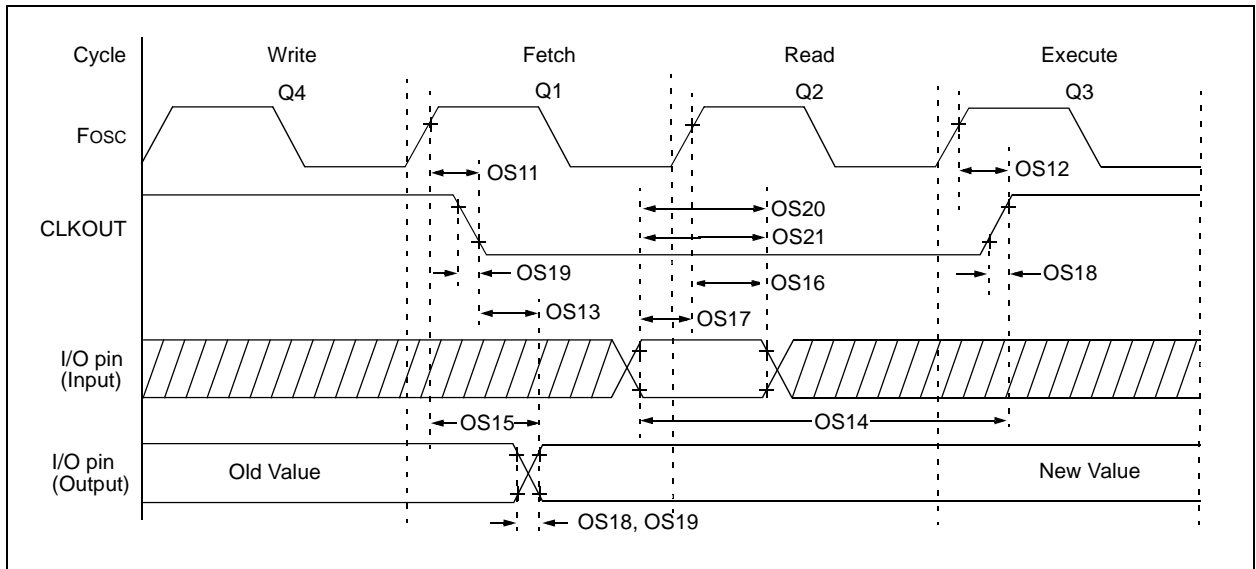 Cycle Write Fetch Read Execute
Q4 Q1 Q2 Q3
Fosc
OS11 OS12
OS20
CLKOUT
OS21
OS19 OS16 OS18
OS13 OS17
I/O pin
(Input)
OS15 OS14
I/O pin
(Output)
Old Value New Value
OS18, OS19